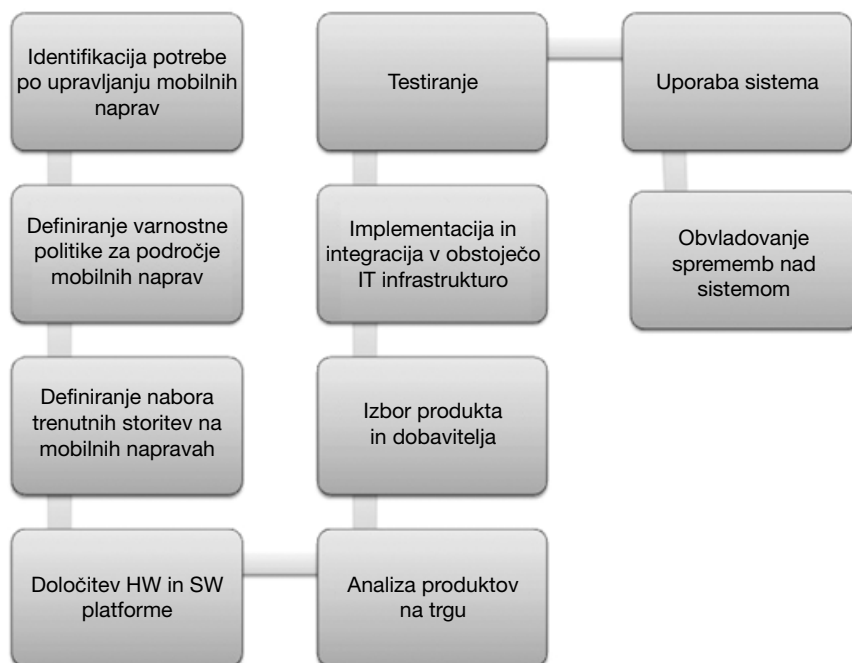 Identifikacija potrebe
po upravljanju mobilnih
naprav
Definiranje varnostne
politike za področje
mobilnih naprav
Definiranje nabora
trenutnih storitev na
mobilnih napravah
Določitev HW in SW
platforme
Analiza produktov
na trgu
Izbor produkta
in dobavitelja
Implementacija in
integracija v obstoječo
IT infrastrukturo
Testiranje
Uporaba sistema
Obvladovanje
sprememb nad
sistemom